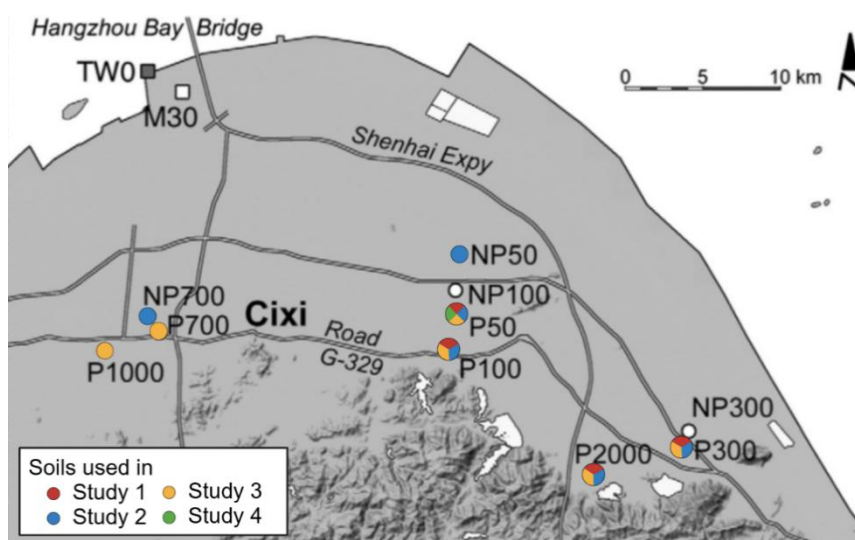 Hangzhou Bay Bridge
TW0
M30
0 5 10 km
N
Shenhai Expy
NP50
NP100
NP700
P700
Cixi
P50
Road
G-329
P1000
P100
NP300
P300
P2000
Soils used in
Study 1
Study 3
Study 2
Study 4